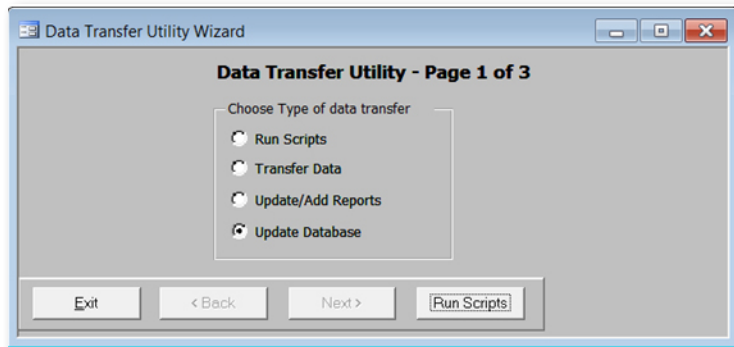 Data Transfer Utility Wizard
Data Transfer Utility - Page 1 of 3
Choose Type of data transfer
Run Scripts
Transfer Data
Update/Add Reports
Update Database
Exit < Back Next > Run Scripts